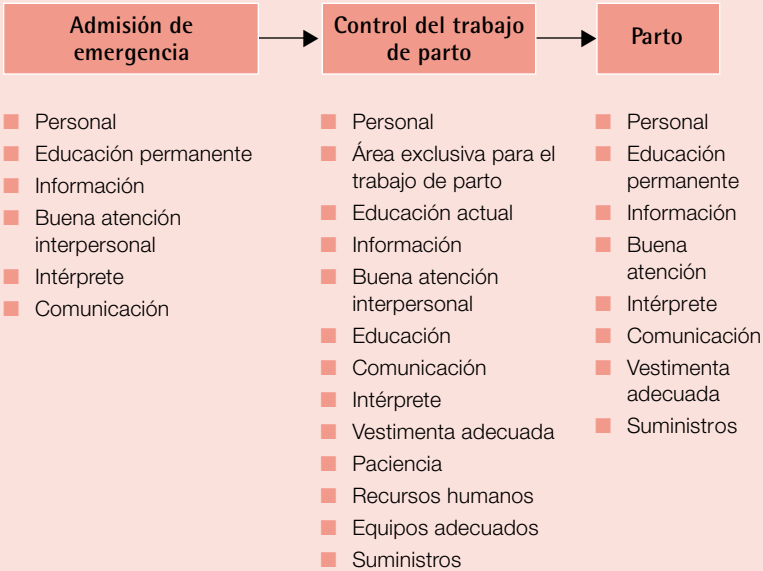 Admisión de
emergencia
Control del trabajo
de parto
Parto
Personal
Educación permanente
Información
Buena atención
interpersonal
Intérprete
Comunicación
Personal
Área exclusiva para el
trabajo de parto
Educación actual
Información
Buena atención
interpersonal
Educación
Comunicación
Intérprete
Vestimenta adecuada
Paciencia
Recursos humanos
Equipos adecuados
Suministros
Personal
Educación
permanente
Información
Buena
atención
Intérprete
Comunicación
Vestimenta
adecuada
Suministros